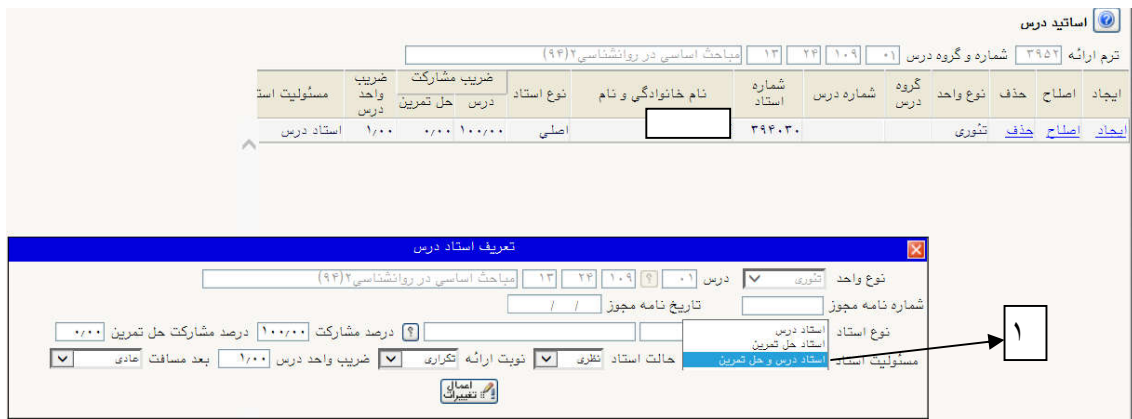 اساتید درس
ترم ارائه ۳۹۵۲ شماره و گروه درس ۰۱ ۱۰۹ ۲۴ ۱۳ مباحث اساسی در روانشناسی۲(۹۴)
ایجاد اصلاح حذف نوع واحد گروه درس شماره درس شماره استاد نام خانوادگی و نام نوع استاد ضریب مشارکت درس حل تمرین ضریب واحد درس مسئولیت است
ایجاد اصلاح حذف تئوری ۳۹۴۰۳۰ اصلی ۱۰۰/۰۰ ۰/۰۰ ۱/۰۰ استاد درس
تعریف استاد درس
نوع واحد تئوری درس ۰۱ ؟ ۱۰۹ ۲۴ ۱۳ مباحث اساسی در روانشناسی۲(۹۴)
شماره نامه مجوز تاریخ نامه مجوز / /
نوع استاد ؟ درصد مشارکت ۱۰۰/۰۰ درصد مشارکت حل تمرین ۰/۰۰
استاد درس
استاد حل تمرین
استاد درس و حل تمرین
مسئولیت استاد حالت استاد نظری نوبت ارائه تکراری ضریب واحد درس ۱/۰۰ بعد مسافت عادی
اعمال تغییرات
۱